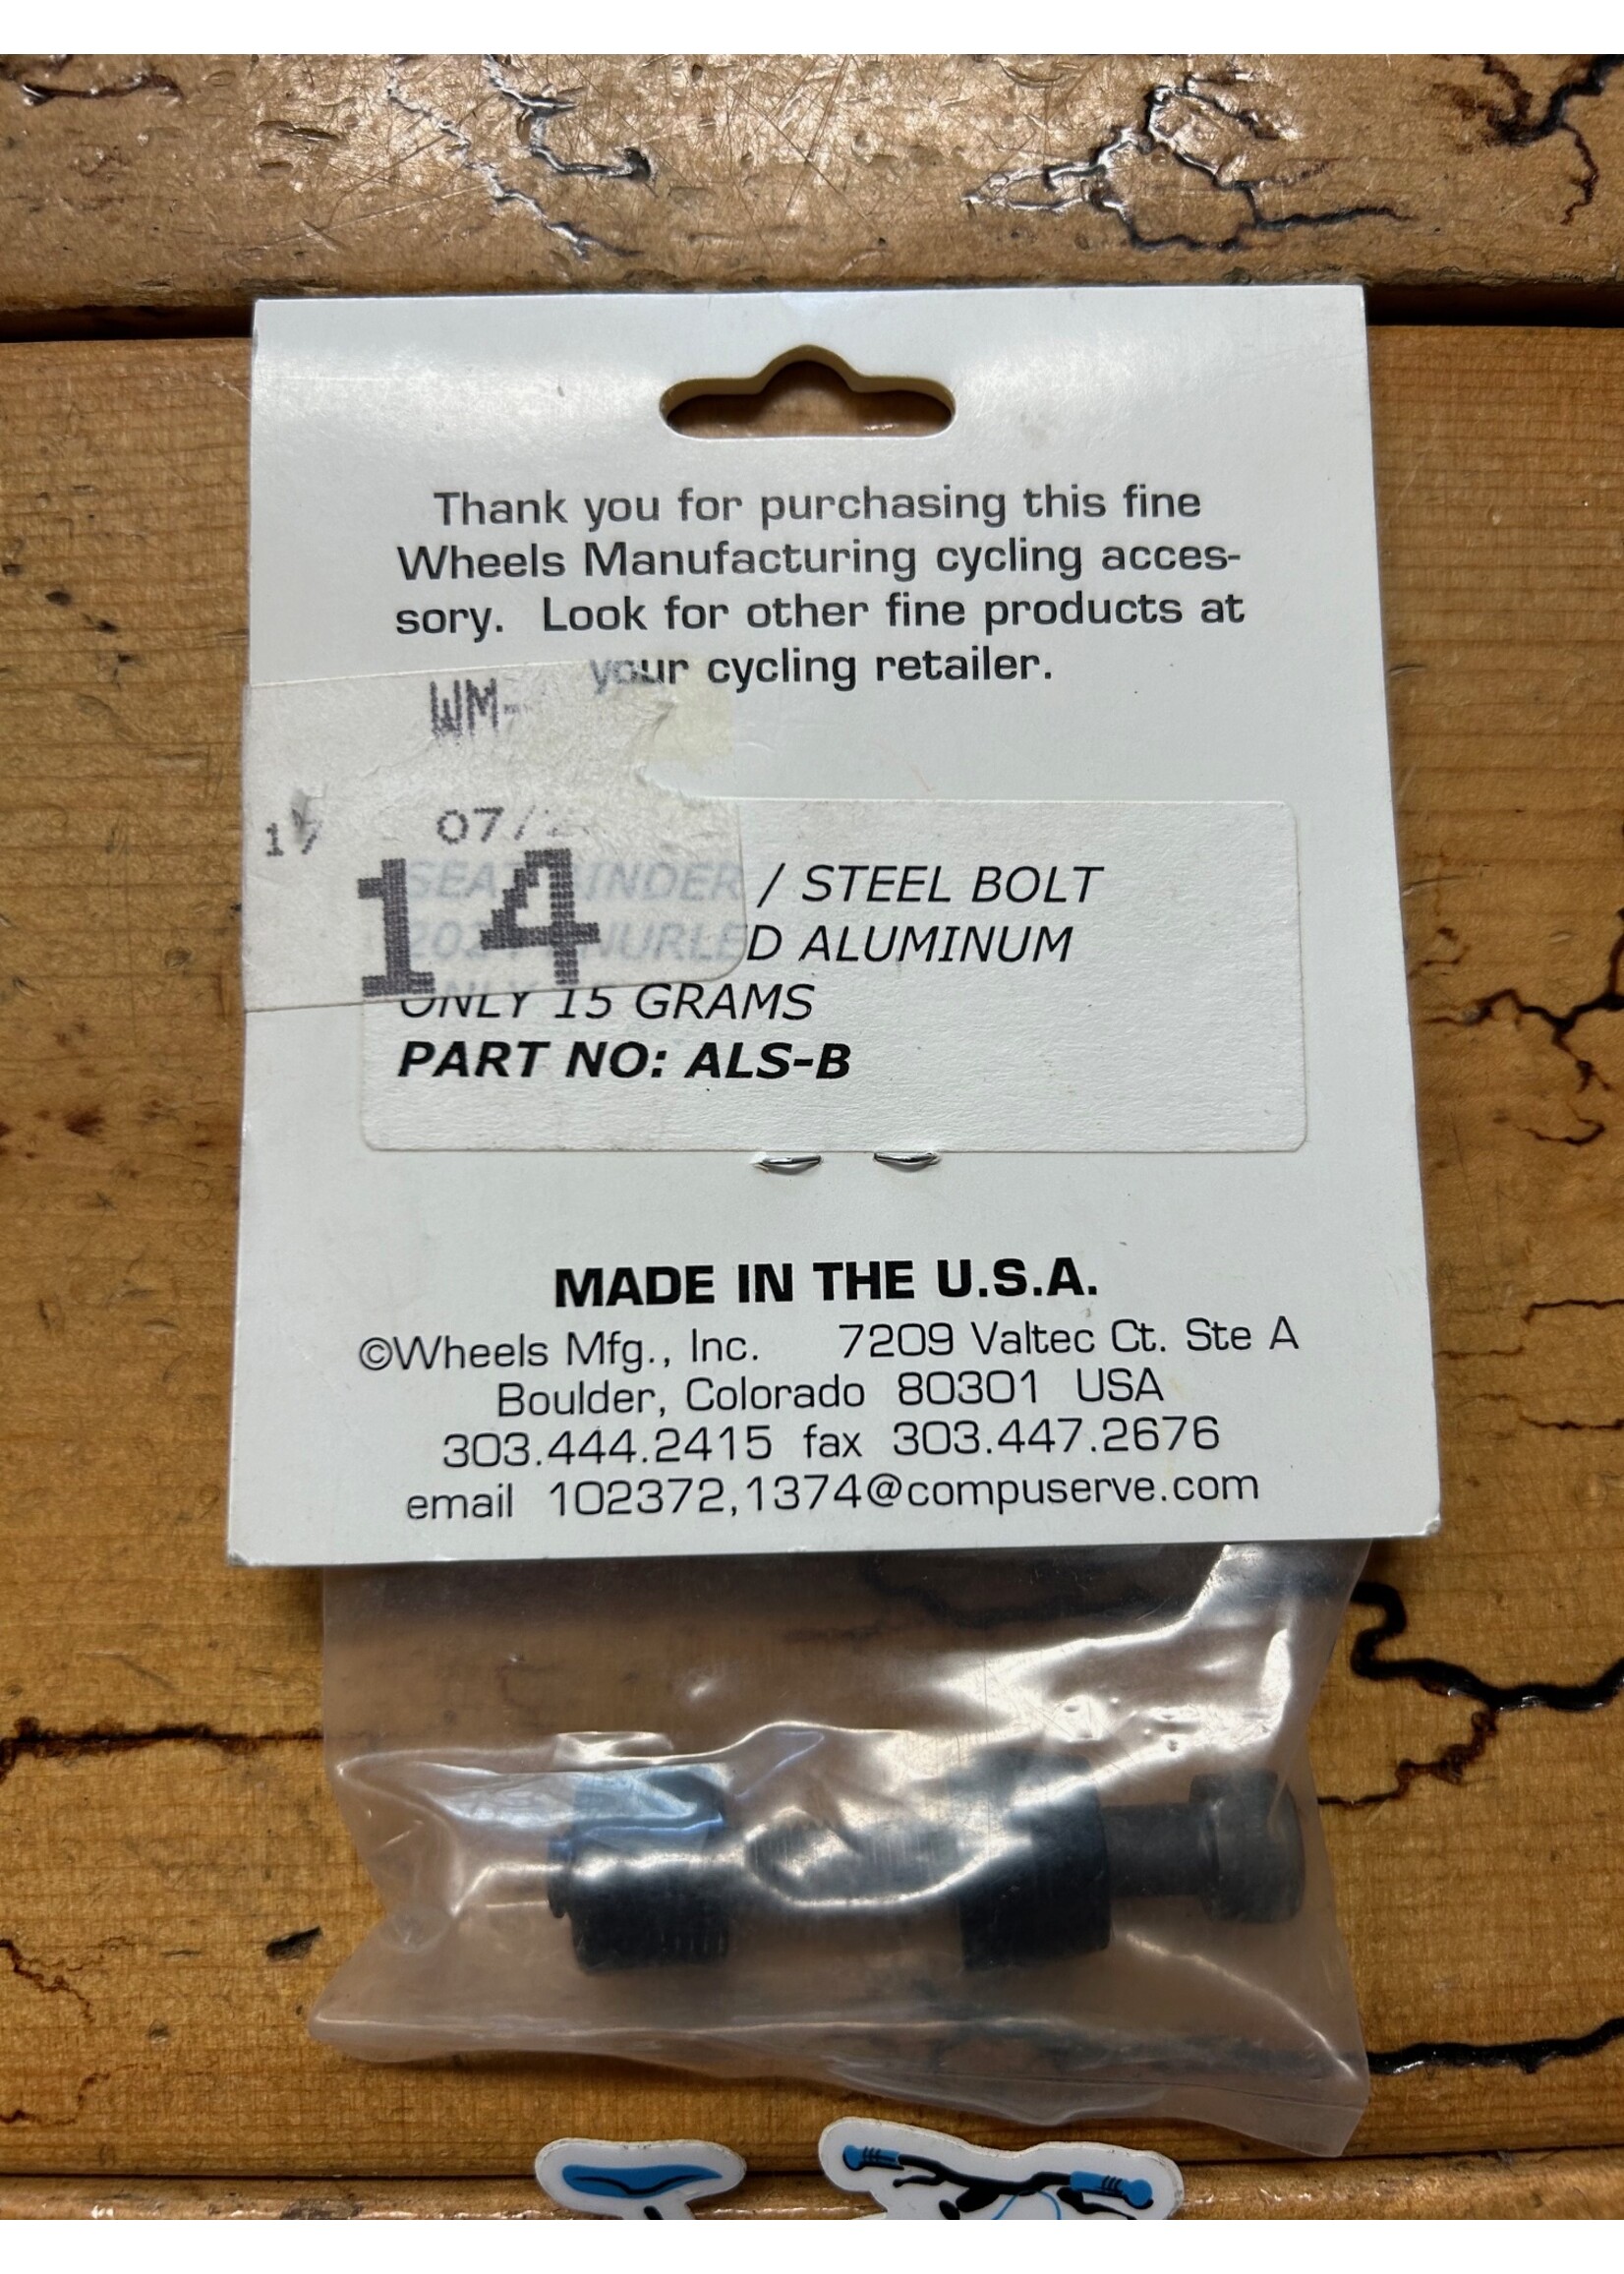 Thank you for purchasing this fine
Wheels Manufacturing cycling acces-
sory. Look for other fine products at
your cycling retailer.
WM-
07/
14
SEAT BINDER / STEEL BOLT
KNURLED ALUMINUM
ONLY 15 GRAMS
PART NO: ALS-B
MADE IN THE U.S.A.
©Wheels Mfg., Inc. 7209 Valtec Ct. Ste A
Boulder, Colorado 80301 USA
303.444.2415 fax 303.447.2676
email 102372,1374@compuserve.com